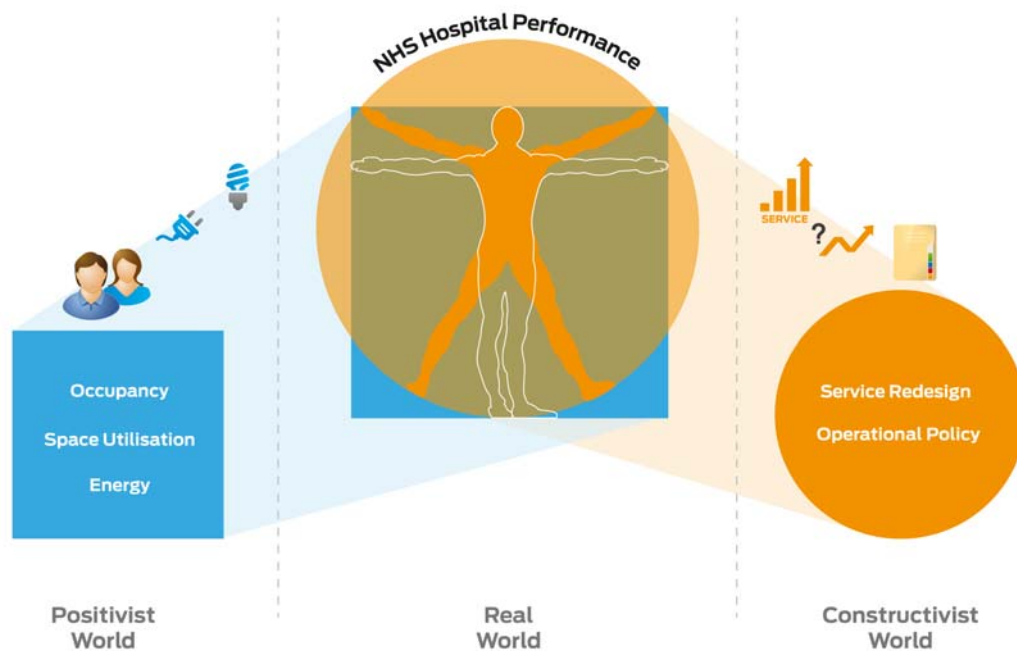 NHS Hospital Performance
SERVICE
?
Occupancy
Space Utilisation
Energy
Service Redesign
Operational Policy
Positivist
World
Real
World
Constructivist
World